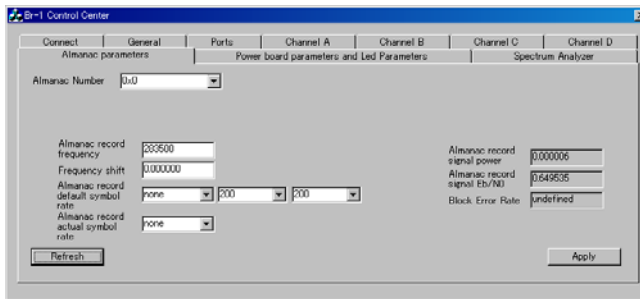 Br-1 Control Center
Connect General Ports Channel A Channel B Channel C Channel D
Almanac parameters Power board parameters and Led Parameters Spectrum Analyzer
Almanac Number 0x0
Almanac record
frequency 283500
Frequency shift 0.000000
Almanac record
default symbol
rate none 200 200
Almanac record
actual symbol
rate none
Almanac record
signal power 0.000006
Almanac record
signal Eb/N0 0.649535
Block Error Rate undefined
Refresh Apply